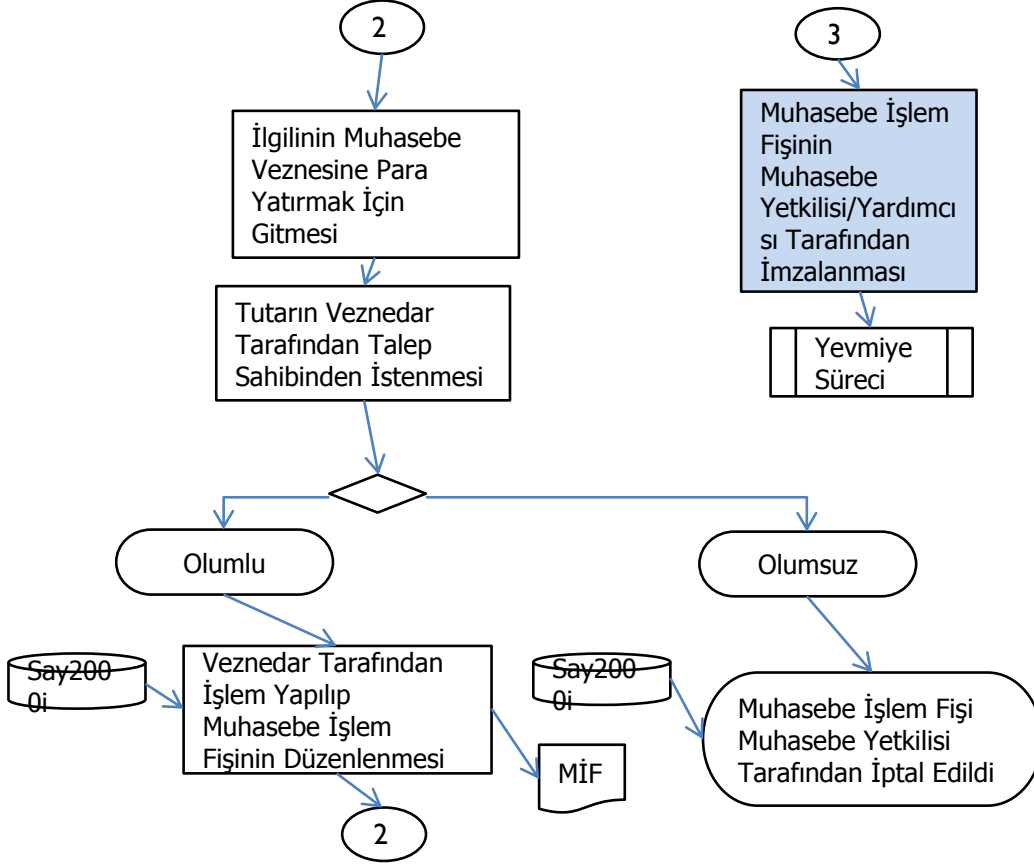 2
İlgilinin Muhasebe
Veznesine Para
Yatırmak İçin
Gitmesi
Tutarın Veznedar
Tarafından Talep
Sahibinden İstenmesi
Olumlu
Say200
0i
Veznedar Tarafından
İşlem Yapılıp
Muhasebe İşlem
Fişinin Düzenlenmesi
MİF
2
3
Muhasebe İşlem
Fişinin
Muhasebe
Yetkilisi/Yardımcı
sı Tarafından
İmzalanması
Yevmiye
Süreci
Olumsuz
Say200
0i
Muhasebe İşlem Fişi
Muhasebe Yetkilisi
Tarafından İptal Edildi